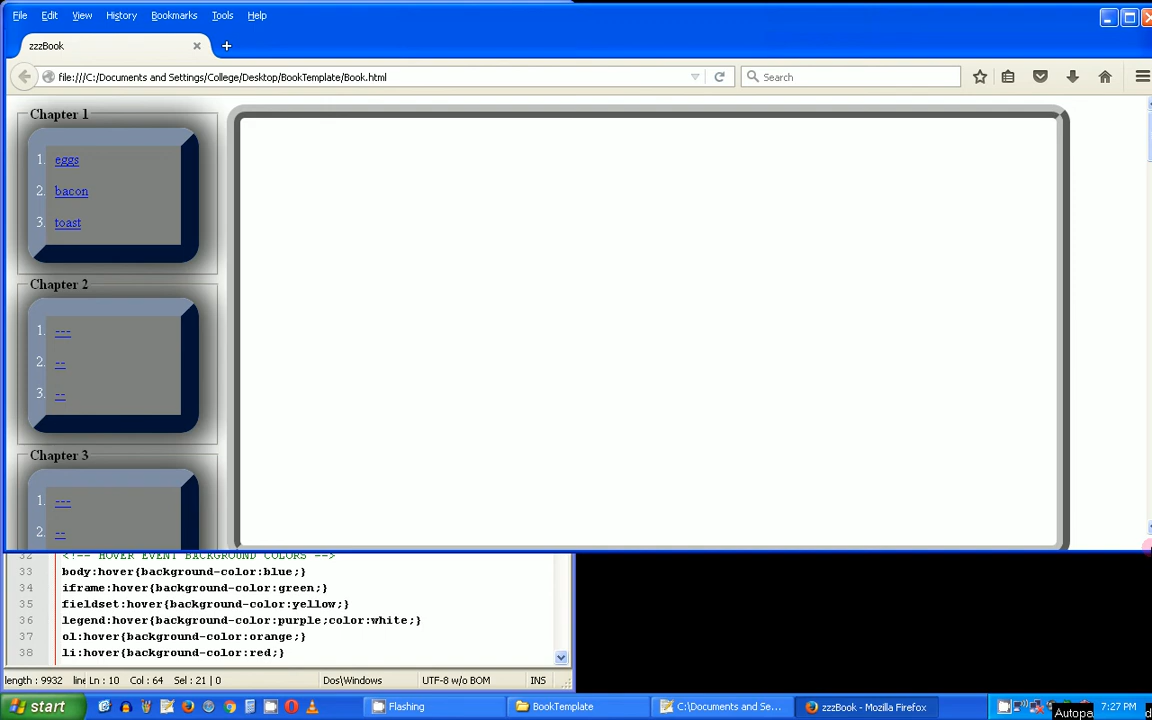 File Edit View History Bookmarks Tools Help
zzzBook
file:///C:/Documents and Settings/College/Desktop/BookTemplate/Book.html
Search
Chapter 1
1. eggs
2. bacon
3. toast
Chapter 2
1. ---
2. --
3. --
Chapter 3
1. ---
2. --
32 <!-- HOVER EVENT BACKGROUND COLORS -->
33 body:hover{background-color:blue;}
34 iframe:hover{background-color:green;}
35 fieldset:hover{background-color:yellow;}
36 legend:hover{background-color:purple;color:white;}
37 ol:hover{background-color:orange;}
38 li:hover{background-color:red;}
length : 9932 Ln : 10 Col : 64 Sel : 21 | 0 Dos\Windows UTF-8 w/o BOM INS
start Flashing BookTemplate C:\Documents and Se... zzzBook - Mozilla Firefox 7:27 PM
Autopa